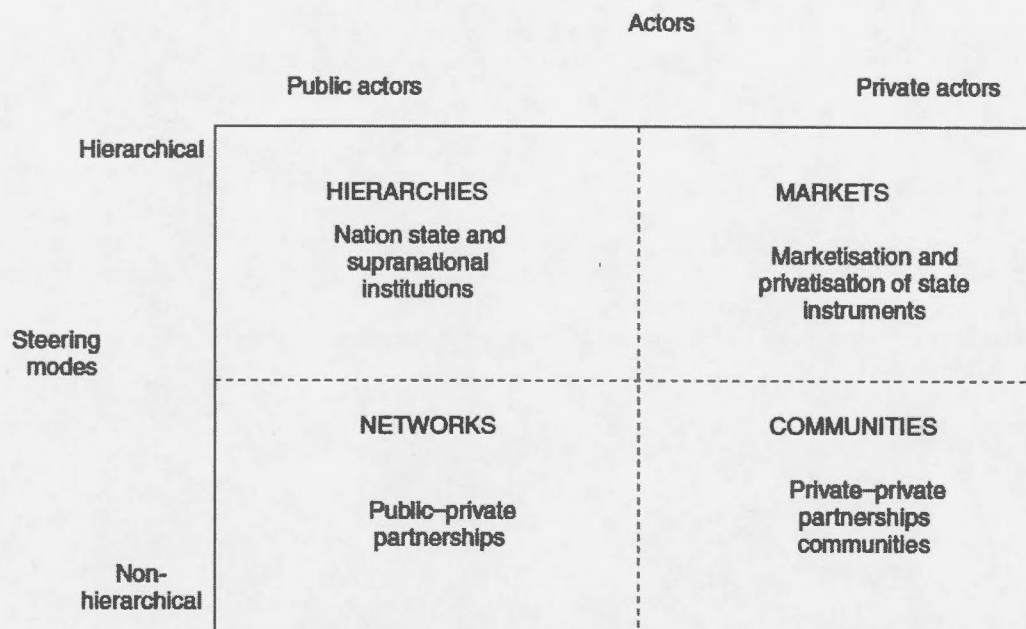 Actors
Public actors
Private actors
Hierarchical
HIERARCHIES
Nation state and
supranational
institutions
MARKETS
Marketisation and
privatisation of state
instruments
Steering
modes
NETWORKS
Public–private
partnerships
COMMUNITIES
Private–private
partnerships
communities
Non-
hierarchical